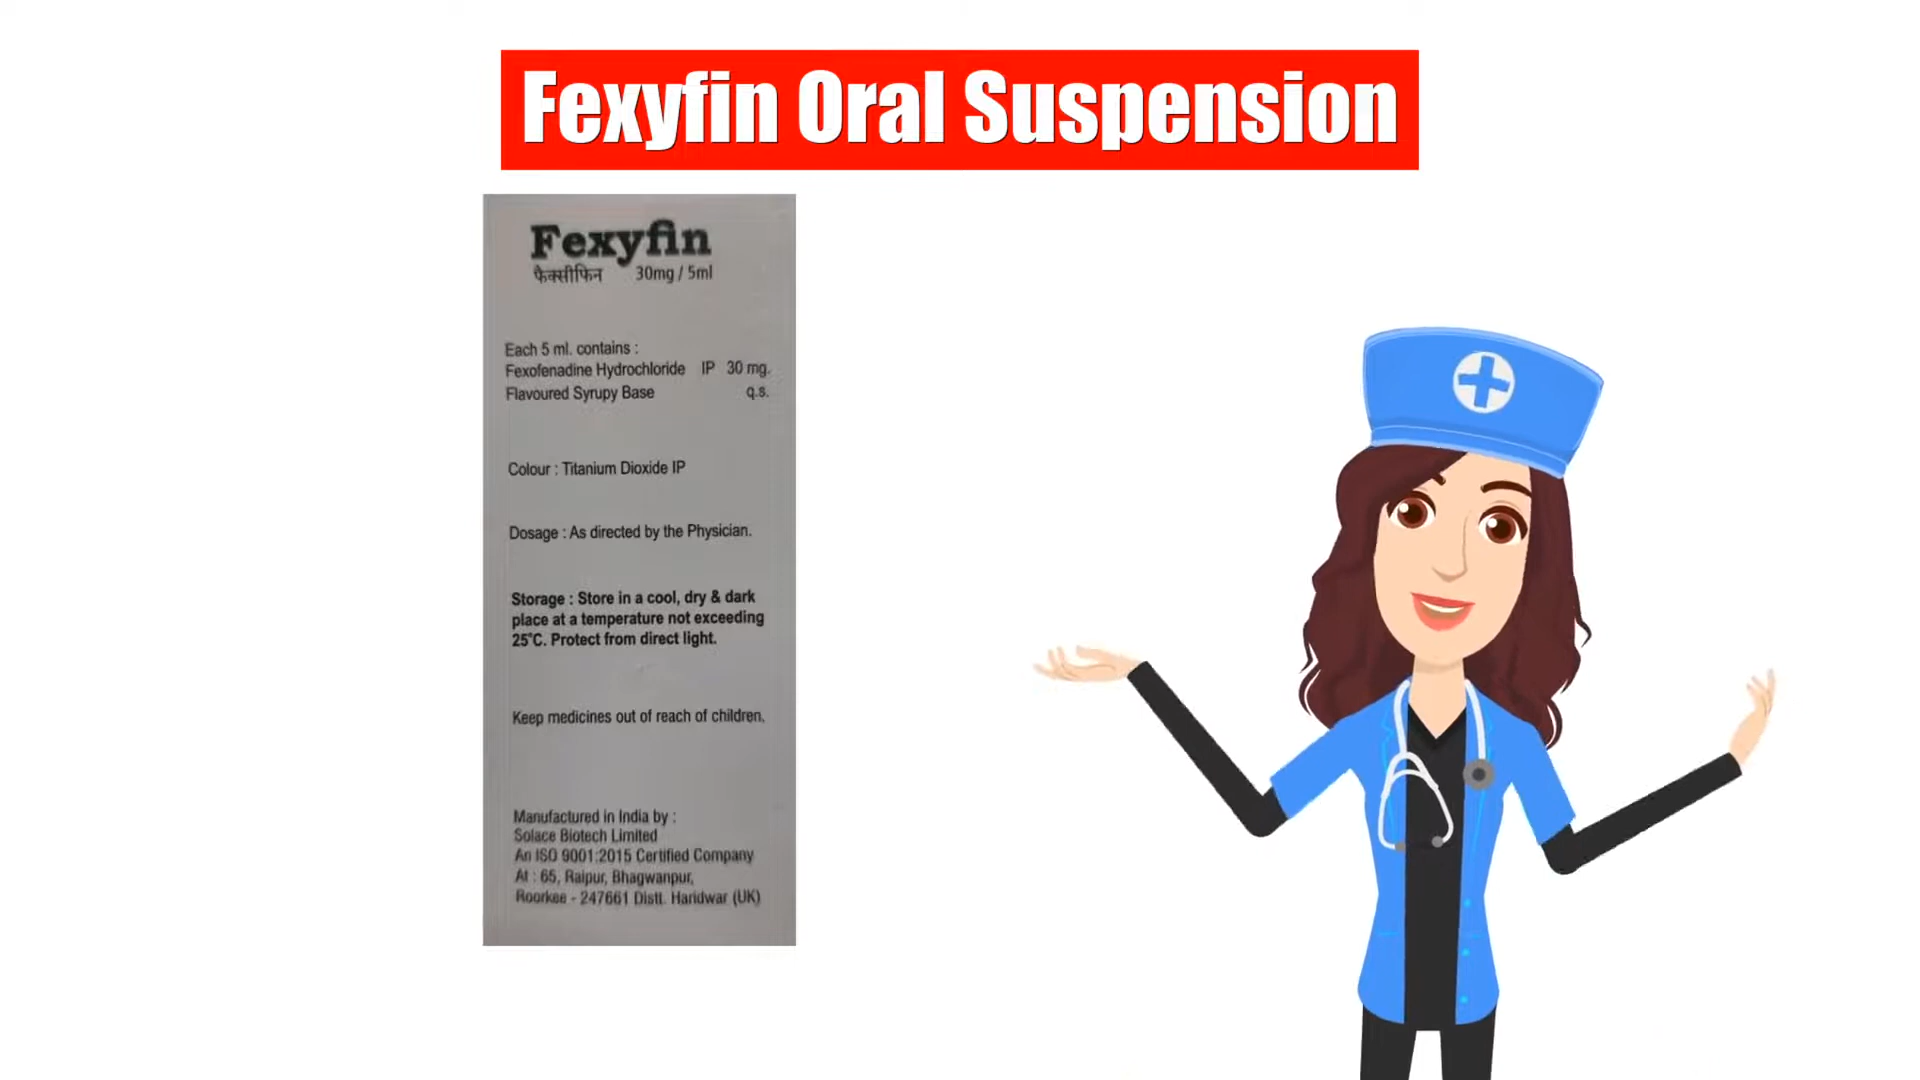 Fexyfin Oral Suspension
Fexyfin
फैक्सीफिन 30mg / 5ml
Each 5 ml. contains :
Fexofenadine Hydrochloride IP 30 mg.
Flavoured Syrupy Base q.s.
Colour : Titanium Dioxide IP
Dosage : As directed by the Physician.
Storage : Store in a cool, dry & dark
place at a temperature not exceeding
25°C. Protect from direct light.
Keep medicines out of reach of children.
Manufactured in India by :
Solace Biotech Limited
An ISO 9001:2015 Certified Company
At : 65, Raipur, Bhagwanpur,
Roorkee - 247661 Distt. Haridwar (UK)